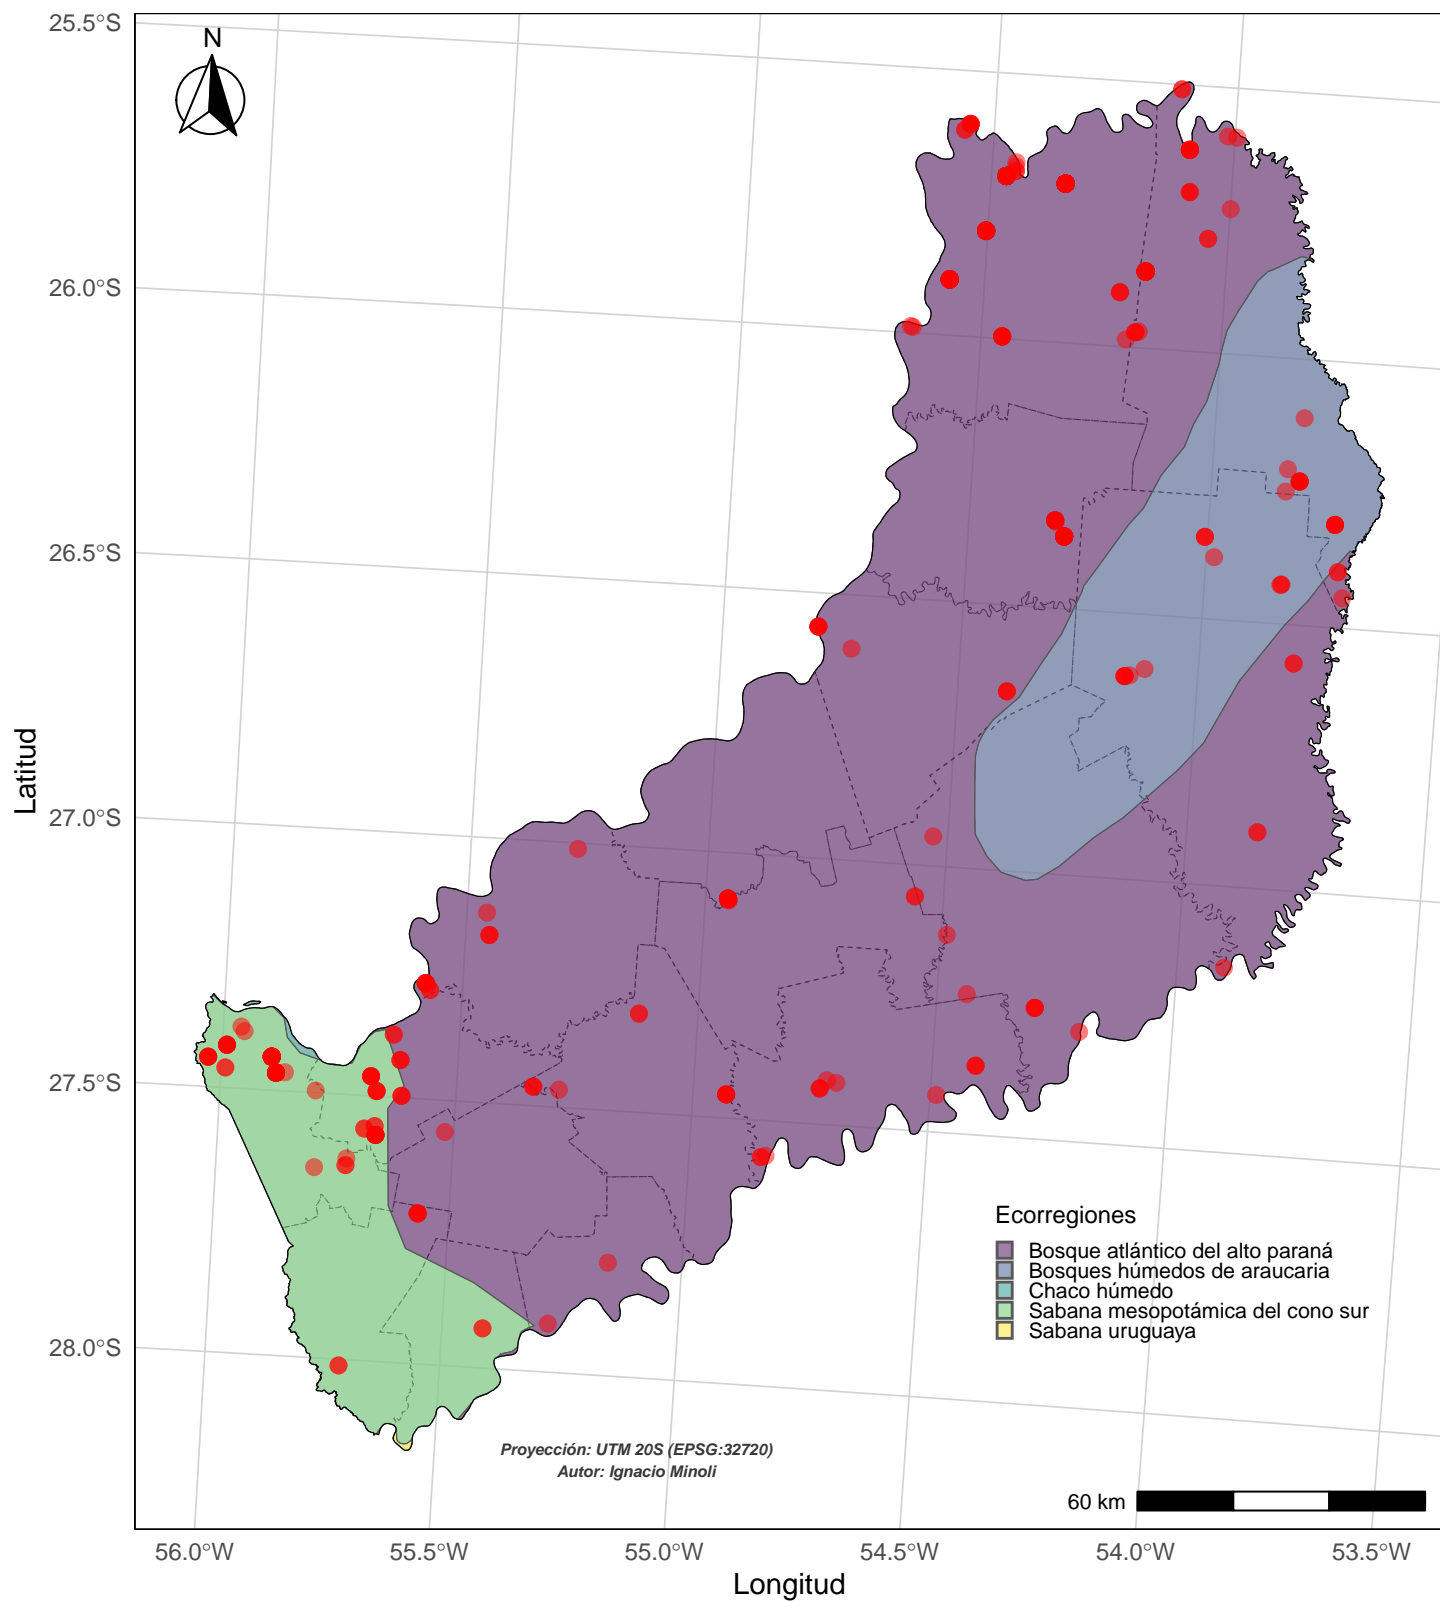 25.5°S
N
26.0°S
26.5°S
Latitud
27.0°S
27.5°S
28.0°S
Ecorregiones
Bosque atlántico del alto paraná
Bosques húmedos de araucaria
Chaco húmedo
Sabana mesopotámica del cono sur
Sabana uruguaya
Proyección: UTM 20S (EPSG:32720)
Autor: Ignacio Minoli
60 km
56.0°W 55.5°W 55.0°W 54.5°W 54.0°W 53.5°W
Longitud